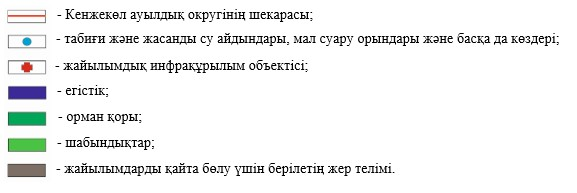 - Кенжекөл ауылдық округінің шекарасы;
- табиғи және жасанды су айдындары, мал суару орындары және басқа да көздері;
- жайылымдық инфрақұрылым объектісі;
- егістік;
- орман қоры;
- шабындықтар;
- жайылымдарды қайта бөлу үшін берілетің жер телімі.